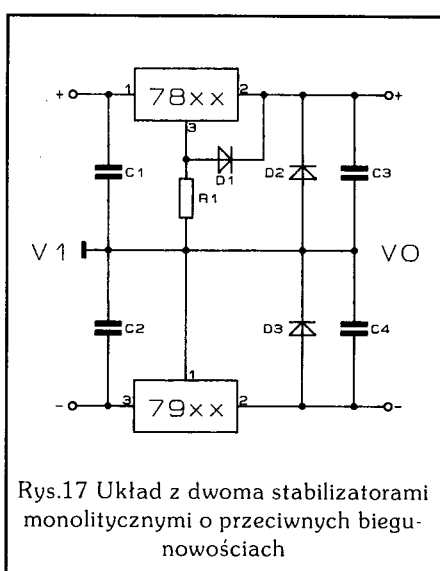 + 1 78xx 2 +
3
D1
C1 R1 D2 C3
V1 V0
C2 D3 C4
1
- 3 79xx 2 -
Rys.17 Układ z dwoma stabilizatorami
monolitycznymi o przeciwnych biegu-
nowościach